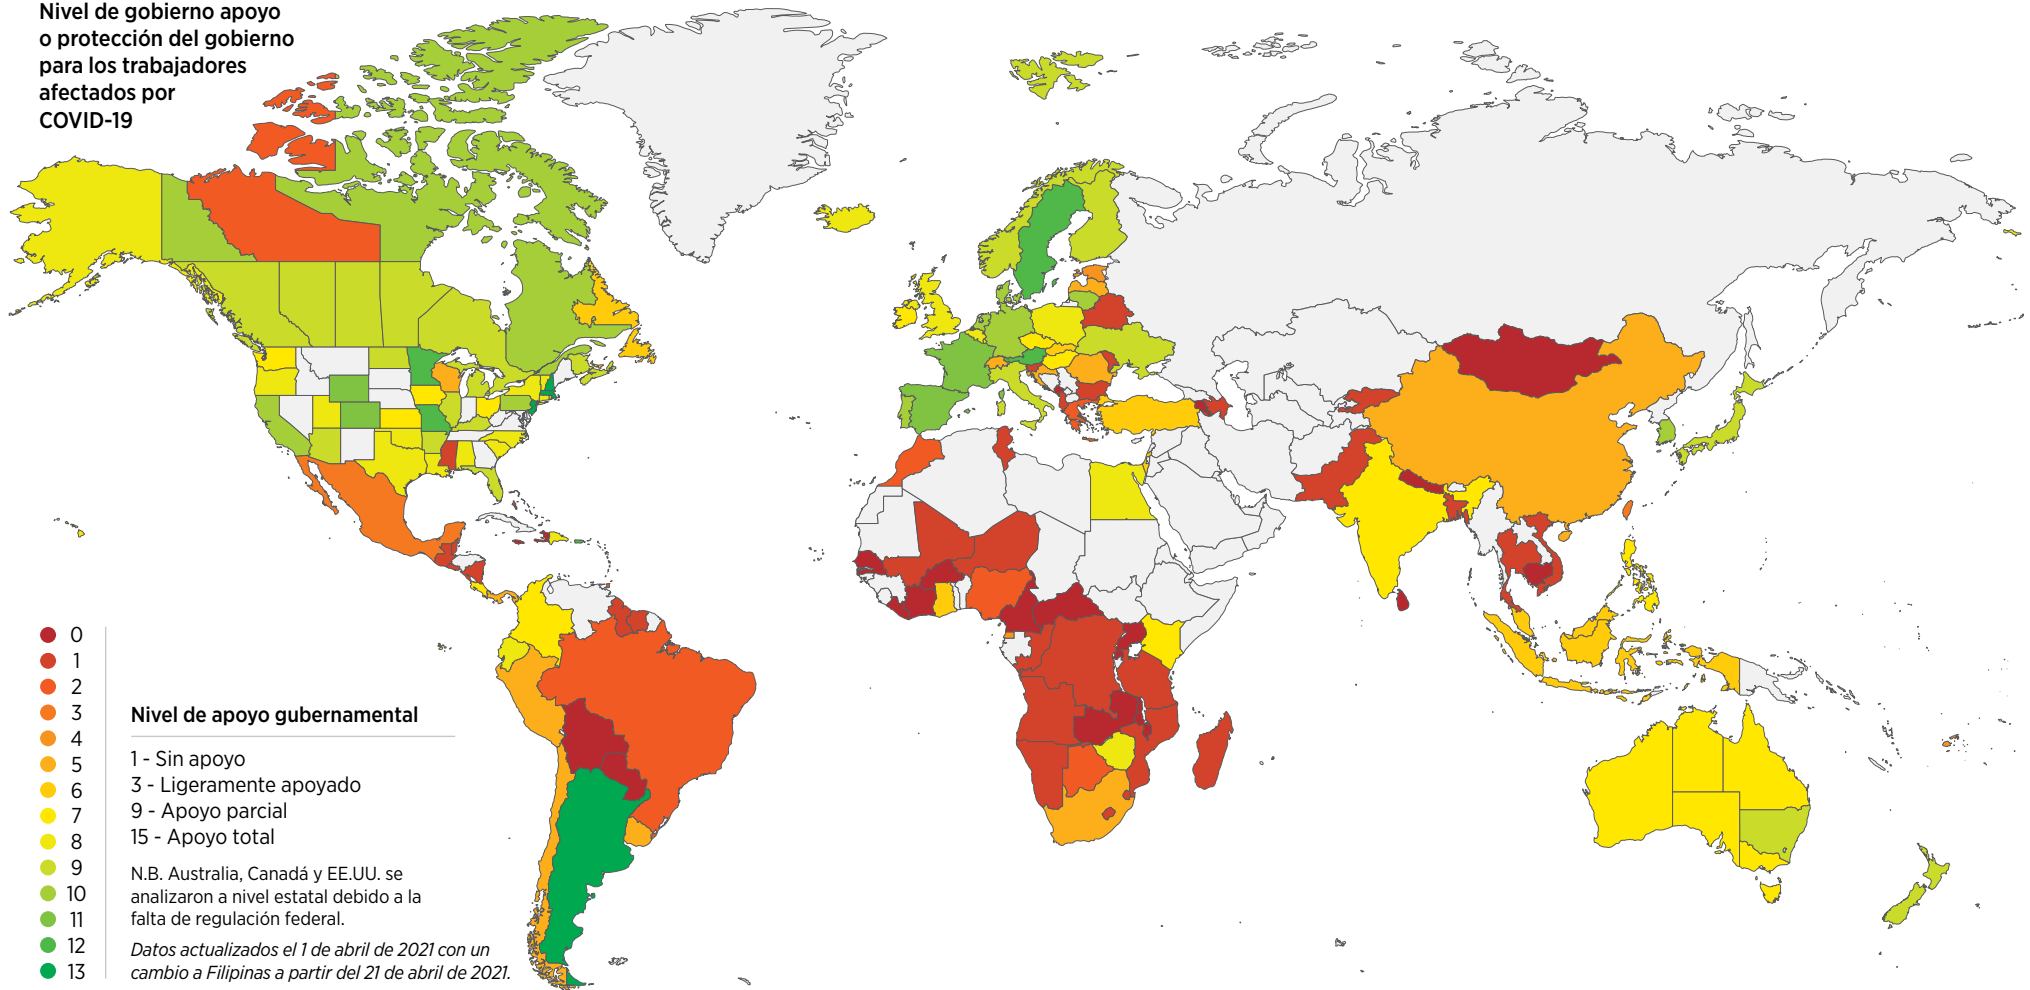 Nivel de gobierno apoyo
o protección del gobierno
para los trabajadores
afectados por
COVID-19
0
1
2
3
4
5
6
7
8
9
10
11
12
13
Nivel de apoyo gubernamental
1 - Sin apoyo
3 - Ligeramente apoyado
9 - Apoyo parcial
15 - Apoyo total
N.B. Australia, Canadá y EE.UU. se
analizaron a nivel estatal debido a la
falta de regulación federal.
Datos actualizados el 1 de abril de 2021 con un
cambio a Filipinas a partir del 21 de abril de 2021.